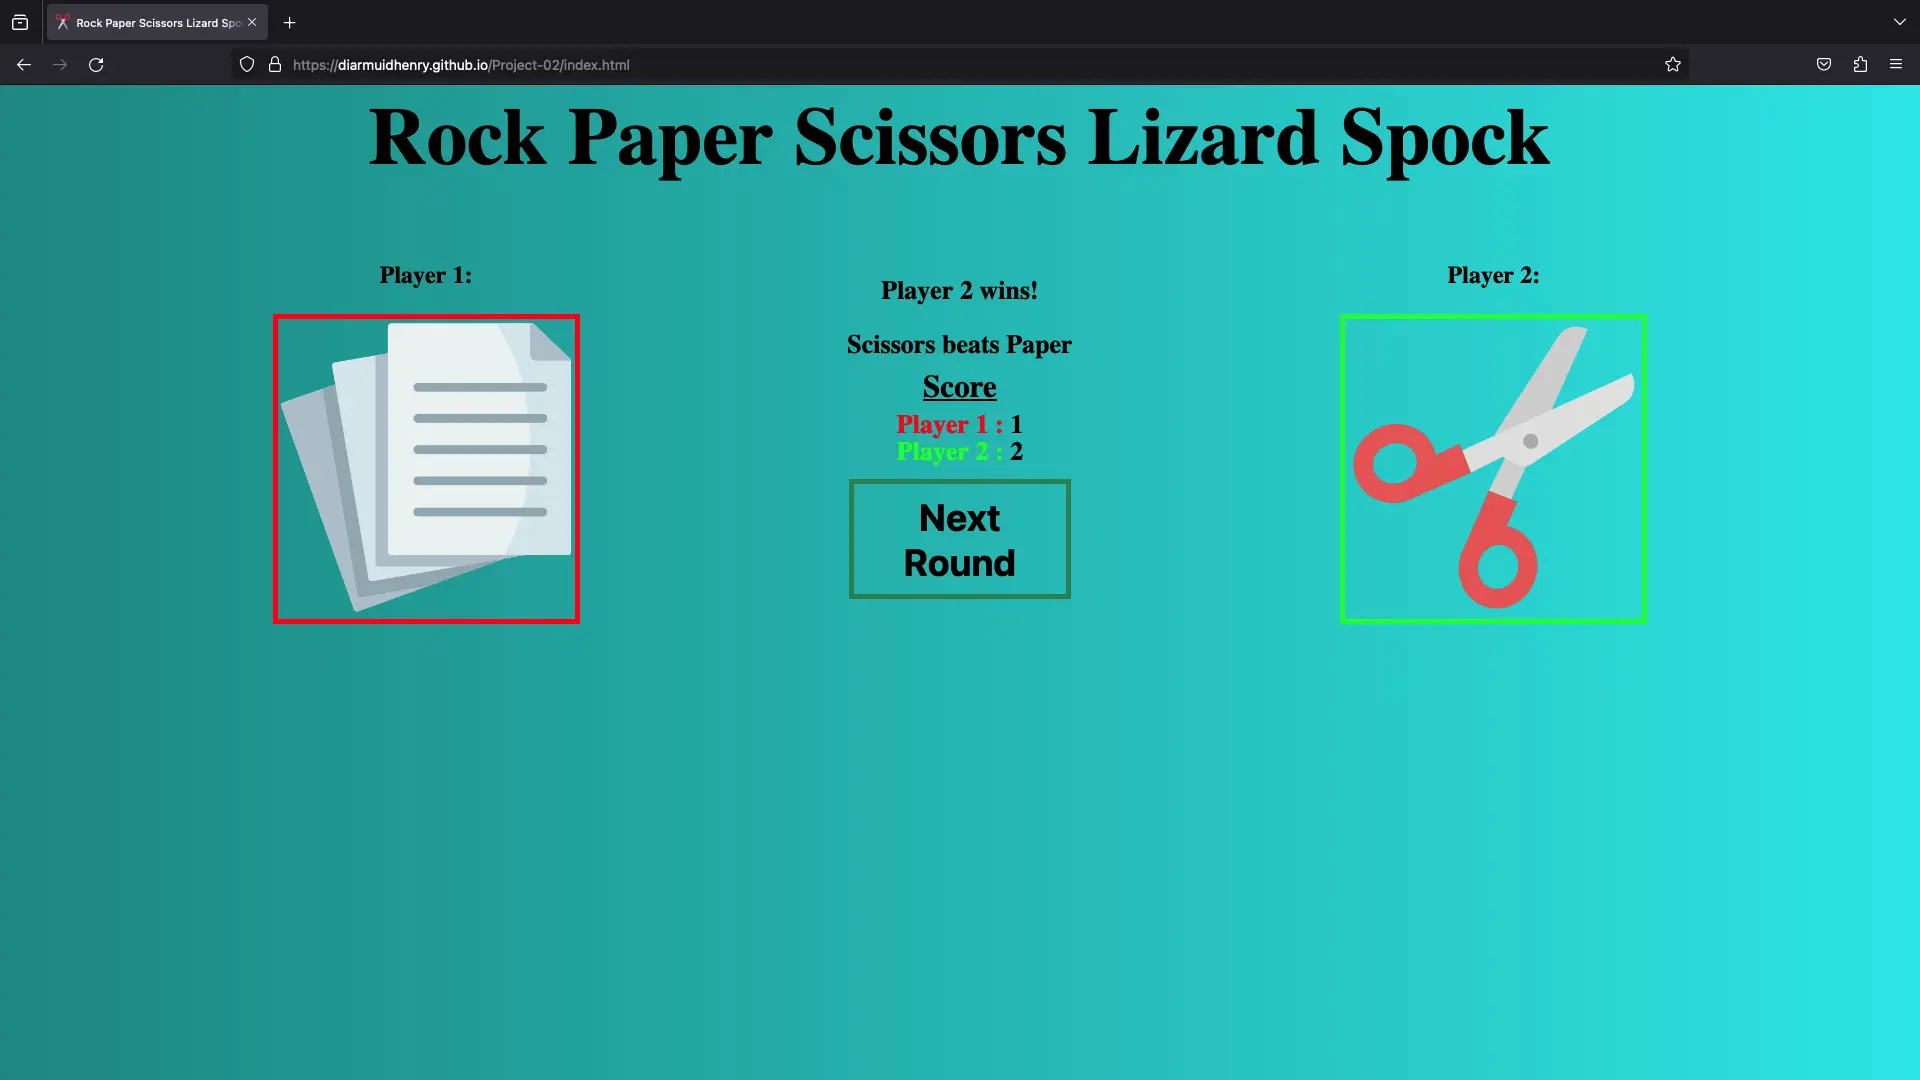 Rock Paper Scissors Lizard Spo
https://diarmuidhenry.github.io/Project-02/index.html
Rock Paper Scissors Lizard Spock
Player 1:
Player 2 wins!
Scissors beats Paper
Score
Player 1 : 1
Player 2 : 2
Next
Round
Player 2: